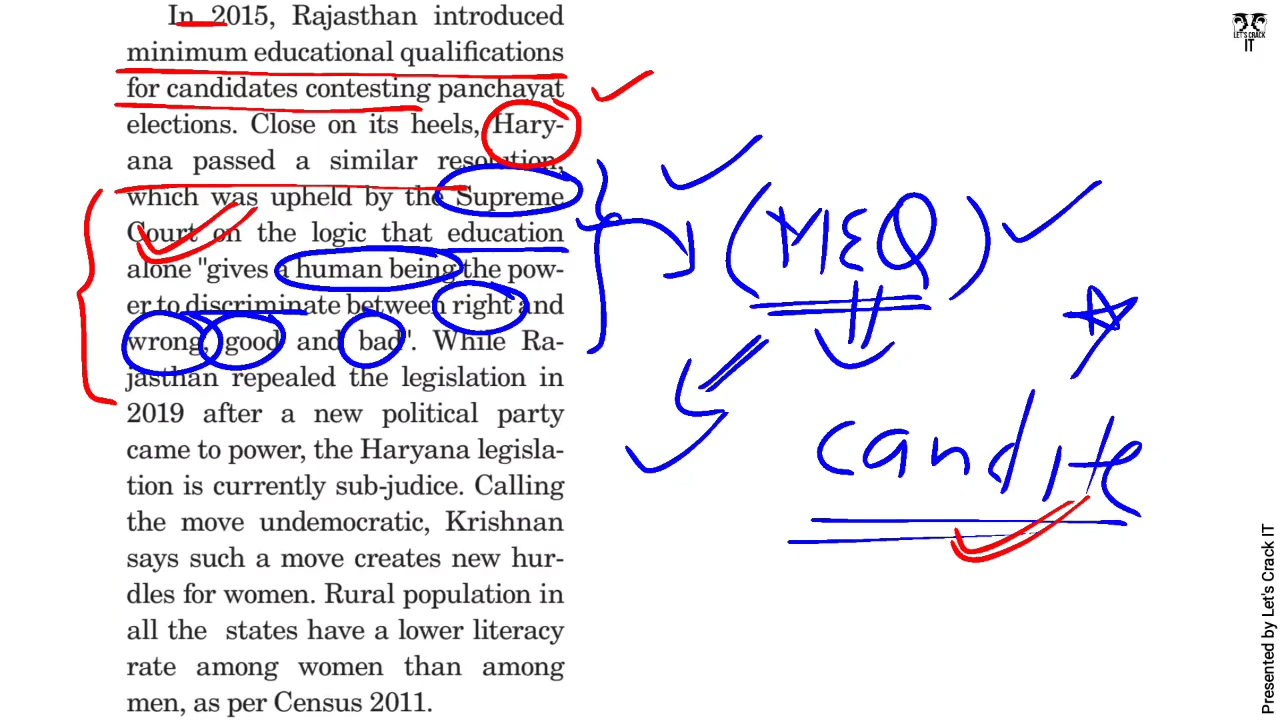 In 2015, Rajasthan introduced
minimum educational qualifications
for candidates contesting panchayat
elections. Close on its heels, Hary-
ana passed a similar resolution,
which was upheld by the Supreme
Court on the logic that education
alone "gives a human being the pow-
er to discriminate between right and
wrong, good and bad". While Ra-
jasthan repealed the legislation in
2019 after a new political party
came to power, the Haryana legisla-
tion is currently sub-judice. Calling
the move undemocratic, Krishnan
says such a move creates new hur-
dles for women. Rural population in
all the states have a lower literacy
rate among women than among
men, as per Census 2011.
(MEQ)
candite
LET'S CRACK
IT
Presented by Let's Crack IT